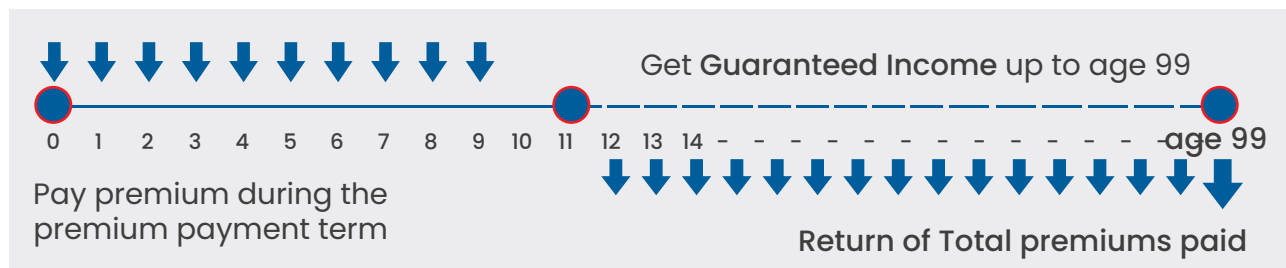 Get Guaranteed Income up to age 99
0 1 2 3 4 5 6 7 8 9 10 11 12 13 14 - - - - - - - - - - - - age 99
Pay premium during the
premium payment term
Return of Total premiums paid